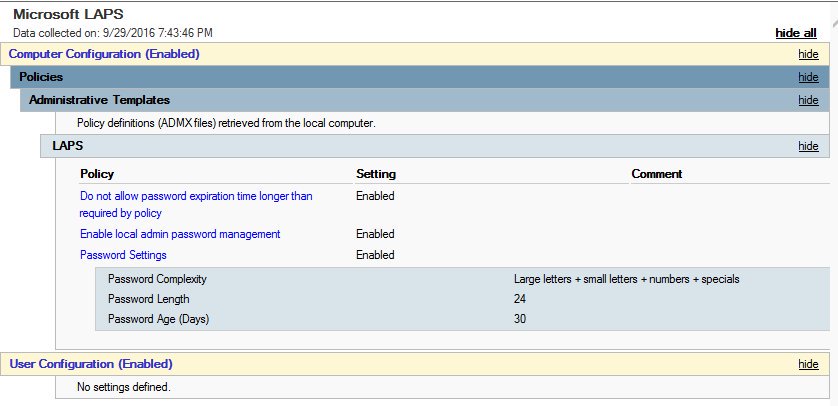 Microsoft LAPS
Data collected on: 9/29/2016 7:43:46 PM hide all
Computer Configuration (Enabled) hide
Policies hide
Administrative Templates hide
Policy definitions (ADMX files) retrieved from the local computer.
LAPS hide
Policy Setting Comment
Do not allow password expiration time longer than Enabled
required by policy
Enable local admin password management Enabled
Password Settings Enabled
Password Complexity Large letters + small letters + numbers + specials
Password Length 24
Password Age (Days) 30
User Configuration (Enabled) hide
No settings defined.